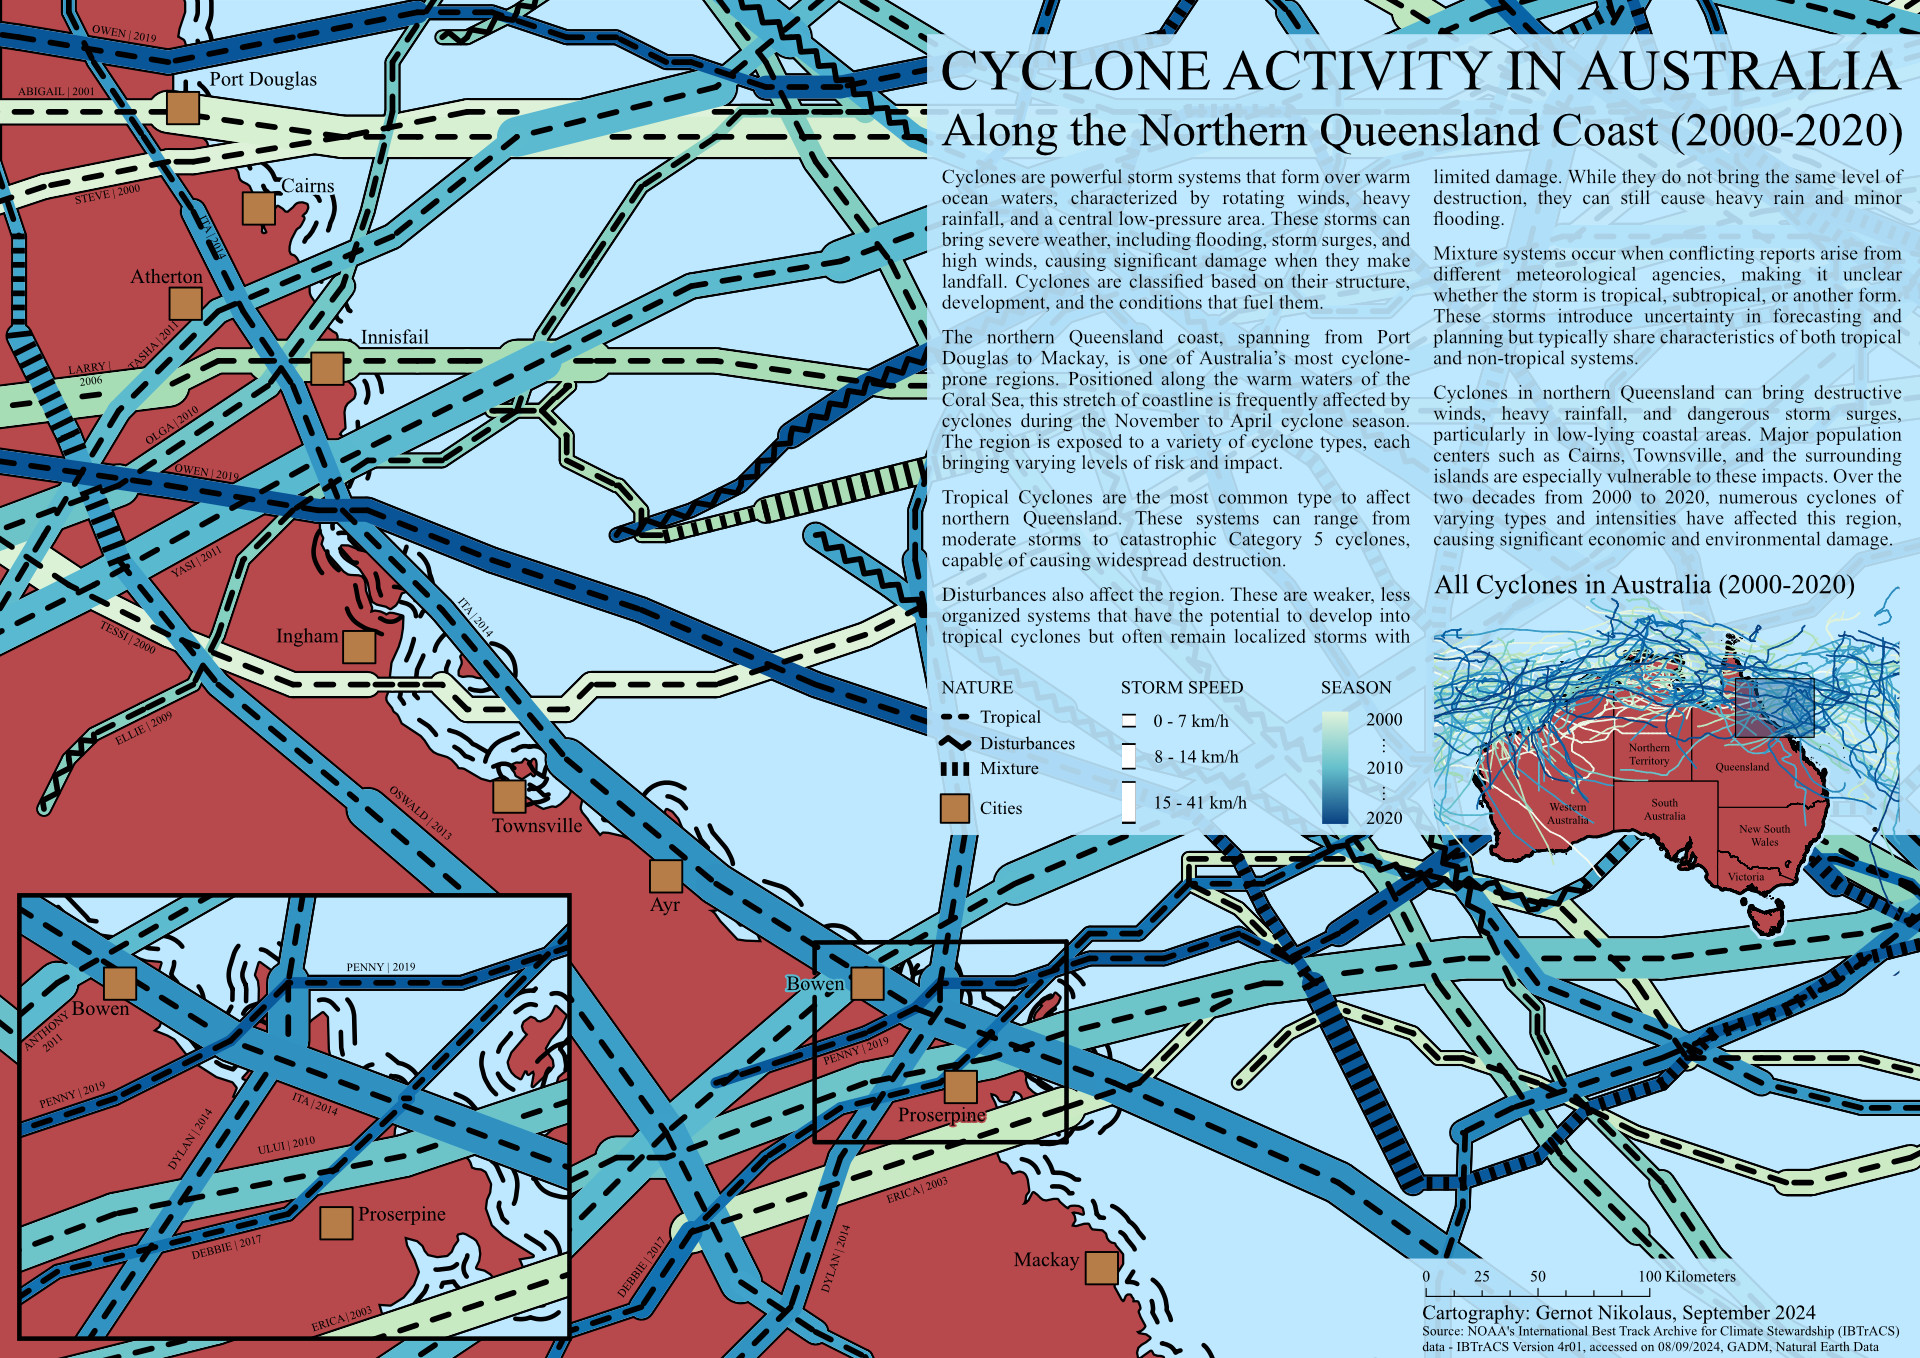 CYCLONE ACTIVITY IN AUSTRALIA
Along the Northern Queensland Coast (2000-2020)
Cyclones are powerful storm systems that form over warm
ocean waters, characterized by rotating winds, heavy
rainfall, and a central low-pressure area. These storms can
bring severe weather, including flooding, storm surges, and
high winds, causing significant damage when they make
landfall. Cyclones are classified based on their structure,
development, and the conditions that fuel them.
The northern Queensland coast, spanning from Port
Douglas to Mackay, is one of Australia's most cyclone-
prone regions. Positioned along the warm waters of the
Coral Sea, this stretch of coastline is frequently affected by
cyclones during the November to April cyclone season.
The region is exposed to a variety of cyclone types, each
bringing varying levels of risk and impact.
Tropical Cyclones are the most common type to affect
northern Queensland. These systems can range from
moderate storms to catastrophic Category 5 cyclones,
capable of causing widespread destruction.
Disturbances also affect the region. These are weaker, less
organized systems that have the potential to develop into
tropical cyclones but often remain localized storms with
limited damage. While they do not bring the same level of
destruction, they can still cause heavy rain and minor
flooding.
Mixture systems occur when conflicting reports arise from
different meteorological agencies, making it unclear
whether the storm is tropical, subtropical, or another form.
These storms introduce uncertainty in forecasting and
planning but typically share characteristics of both tropical
and non-tropical systems.
Cyclones in northern Queensland can bring destructive
winds, heavy rainfall, and dangerous storm surges,
particularly in low-lying coastal areas. Major population
centers such as Cairns, Townsville, and the surrounding
islands are especially vulnerable to these impacts. Over the
two decades from 2000 to 2020, numerous cyclones of
varying types and intensities have affected this region,
causing significant economic and environmental damage.
All Cyclones in Australia (2000-2020)
Northern
Territory
Queensland
Western
Australia
South
Australia
New South
Wales
Victoria
NATURE
Tropical
Disturbances
Mixture
Cities
STORM SPEED
0 - 7 km/h
8 - 14 km/h
15 - 41 km/h
SEASON
2000
2010
2020
OWEN | 2019
Port Douglas
ABIGAIL | 2001
Cairns
STEVE | 2000
ITA | 2014
Atherton
TASHA | 2011
Innisfail
LARRY |
2006
OLGA | 2010
OWEN | 2019
YASI | 2011
ITA | 2014
TESSI | 2000
Ingham
ELLIE | 2009
OSWALD | 2013
Townsville
Ayr
Bowen
PENNY | 2019
Proserpine
ERICA | 2003
DEBBIE | 2017
DYLAN | 2014
Mackay
PENNY | 2019
Bowen
ANTHONY
2011
PENNY | 2019
ITA | 2014
DYLAN | 2014
ULUI | 2010
Proserpine
DEBBIE | 2017
ERICA | 2003
0 25 50 100 Kilometers
Cartography: Gernot Nikolaus, September 2024
Source: NOAA's International Best Track Archive for Climate Stewardship (IBTrACS)
data - IBTrACS Version 4r01, accessed on 08/09/2024, GADM, Natural Earth Data